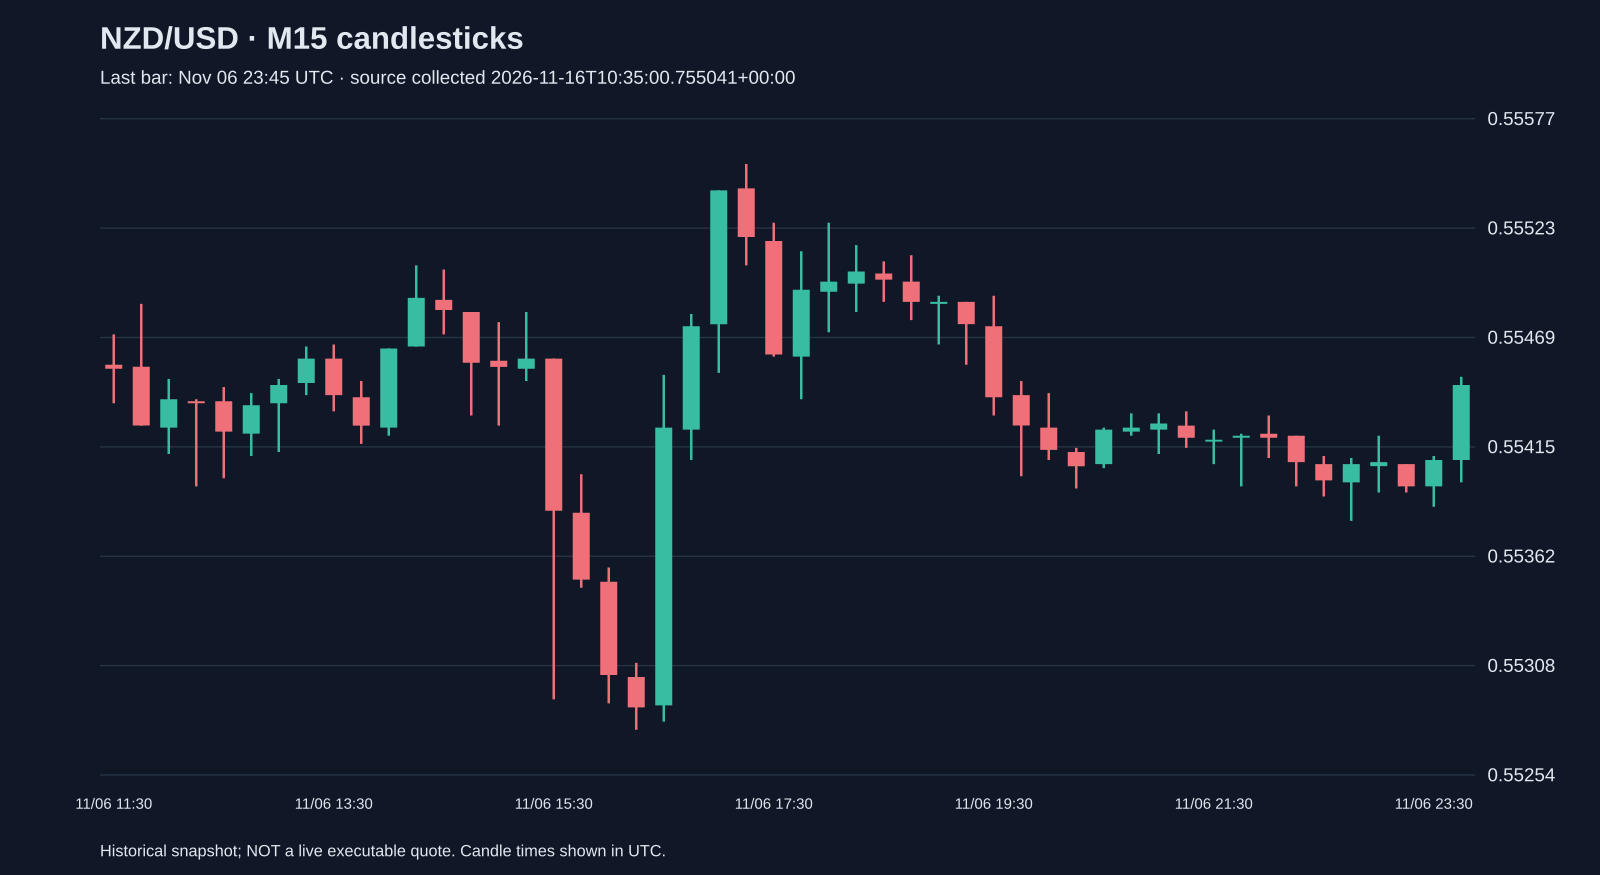 NZD/USD · M15 candlesticks
Last bar: Nov 06 23:45 UTC · source collected 2026-11-16T10:35:00.755041+00:00
0.55577
0.55523
0.55469
0.55415
0.55362
0.55308
0.55254
11/06 11:30 11/06 13:30 11/06 15:30 11/06 17:30 11/06 19:30 11/06 21:30 11/06 23:30
Historical snapshot; NOT a live executable quote. Candle times shown in UTC.